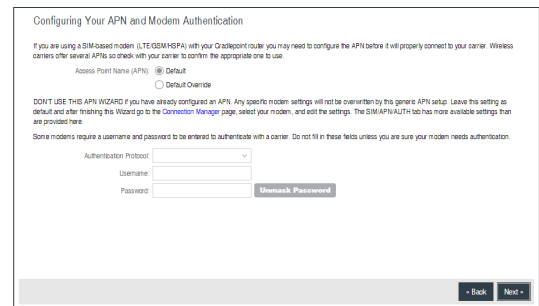 Configuring Your APN and Modem Authentication
If you are using a SIM-based modem (LTE/GSM/HSPA) with your Cradlepoint router you may need to configure the APN before it will properly connect to your carrier. Wireless
carriers offer several APNs so check with your carrier to confirm the appropriate one to use.
Access Point Name (APN): Default
Default Override
DON'T USE THIS APN WIZARD if you have already configured an APN. Any specific modem settings will not be overwritten by this generic APN setup. Leave this setting as
default and after finishing this Wizard go to the Connection Manager page, select your modem, and edit the settings. The SIM/APN/AUTH tab has more available settings than
are provided here.
Some modems require a username and password to be entered to authenticate with a carrier. Do not fill in these fields unless you are sure your modem needs authentication.
Authentication Protocol:
Username:
Password: Unmask Password
« Back Next »